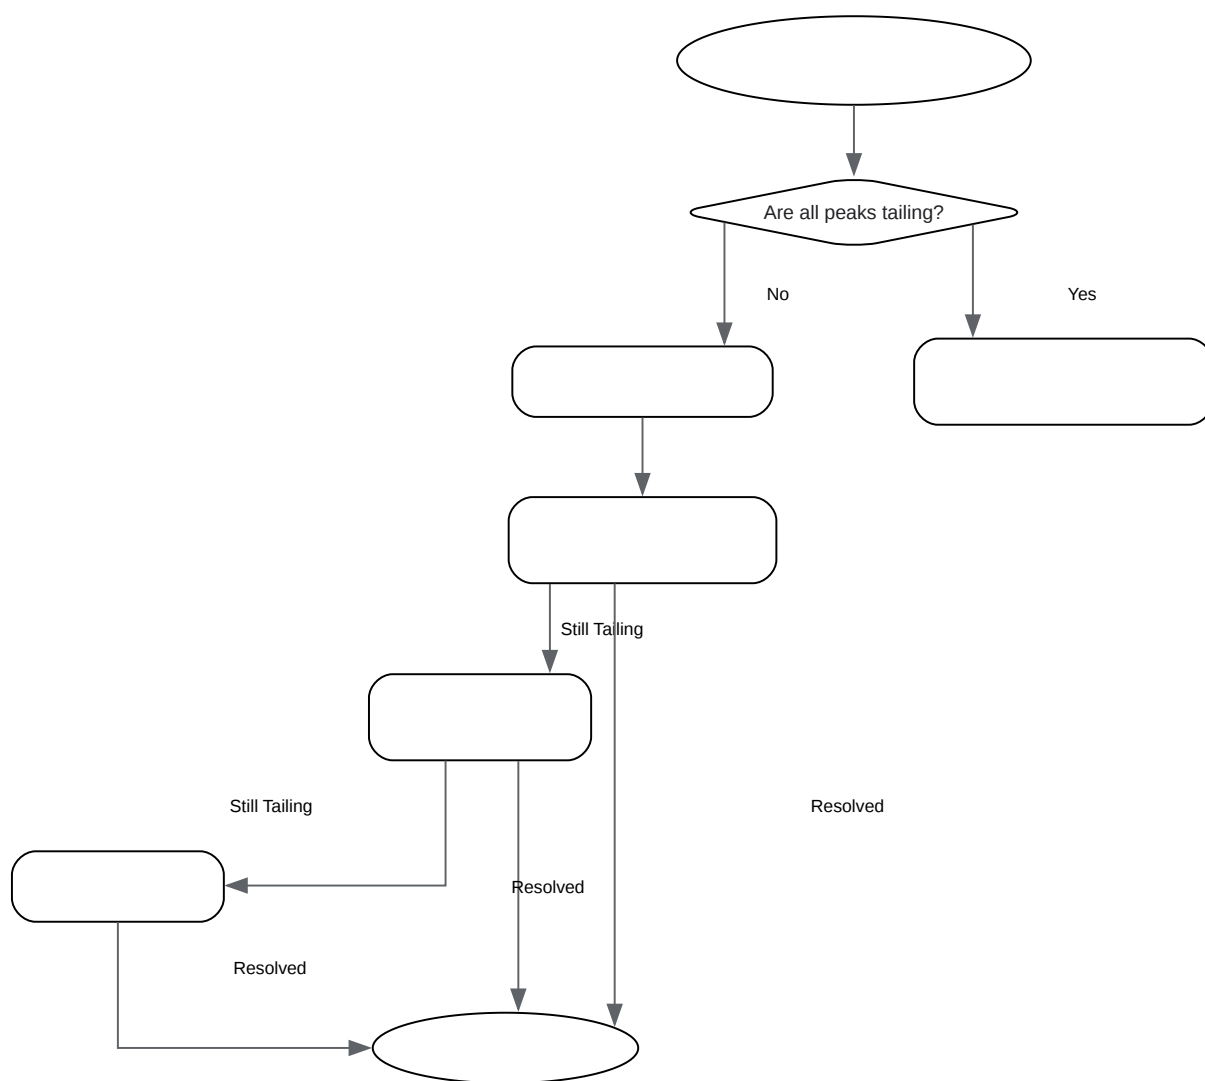 Are all peaks tailing?
No
Yes
Still Tailing
Still Tailing
Resolved
Resolved
Resolved